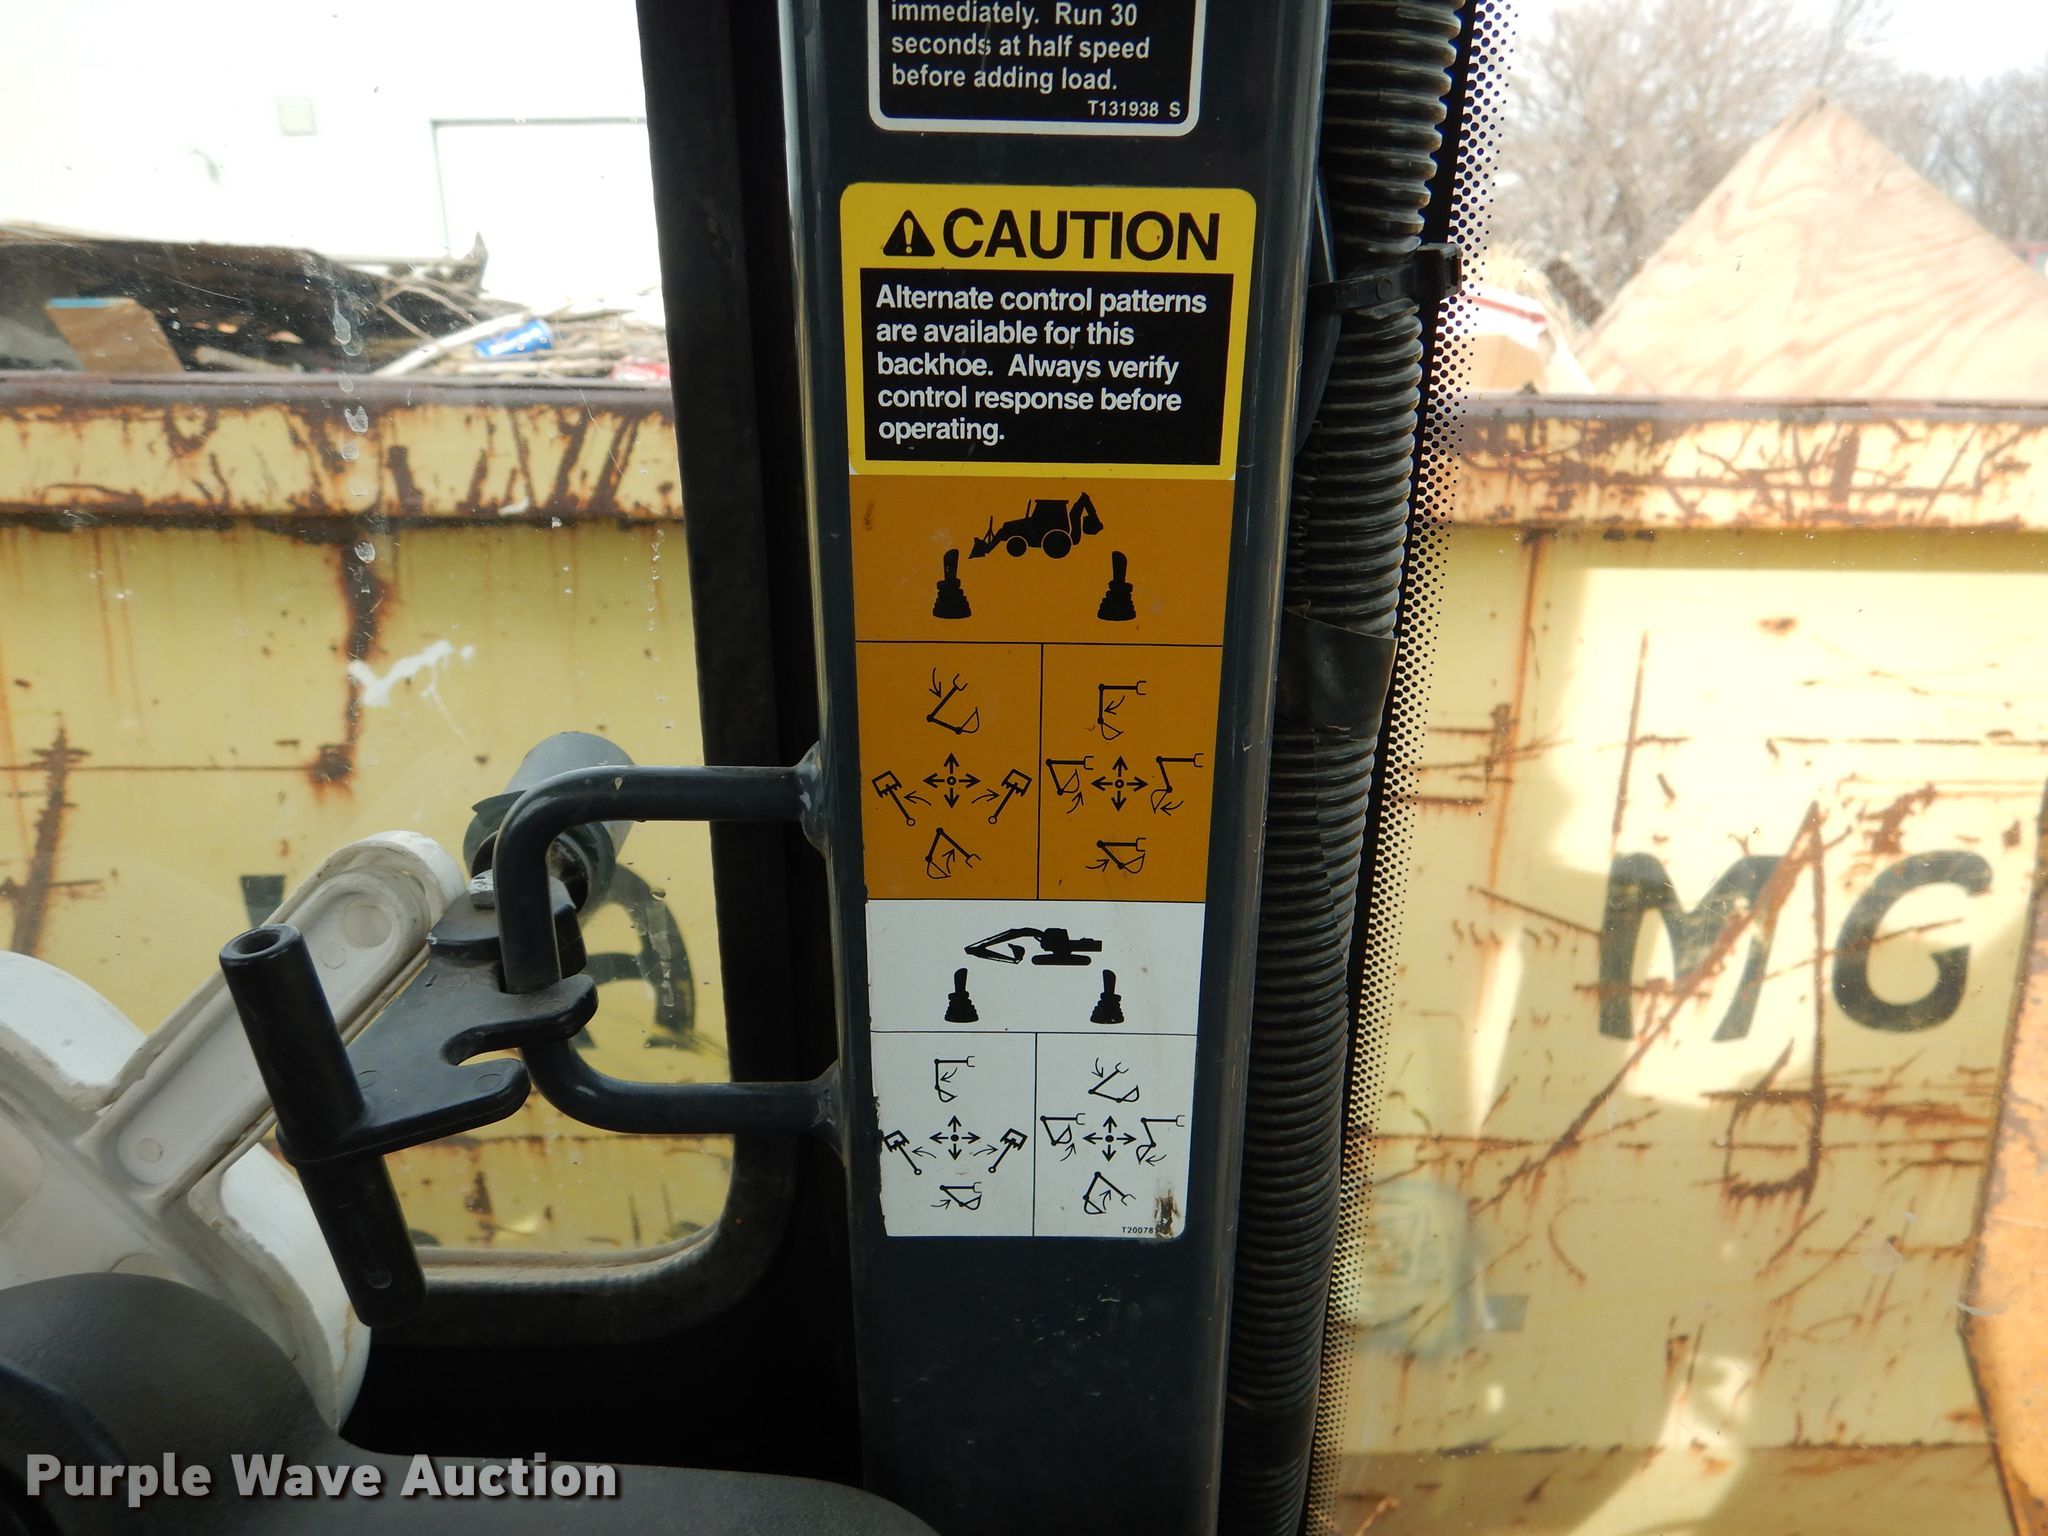 immediately. Run 30
seconds at half speed
before adding load.
T131938 S
CAUTION
Alternate control patterns
are available for this
backhoe. Always verify
control response before
operating.
T20078
MG
Purple Wave Auction